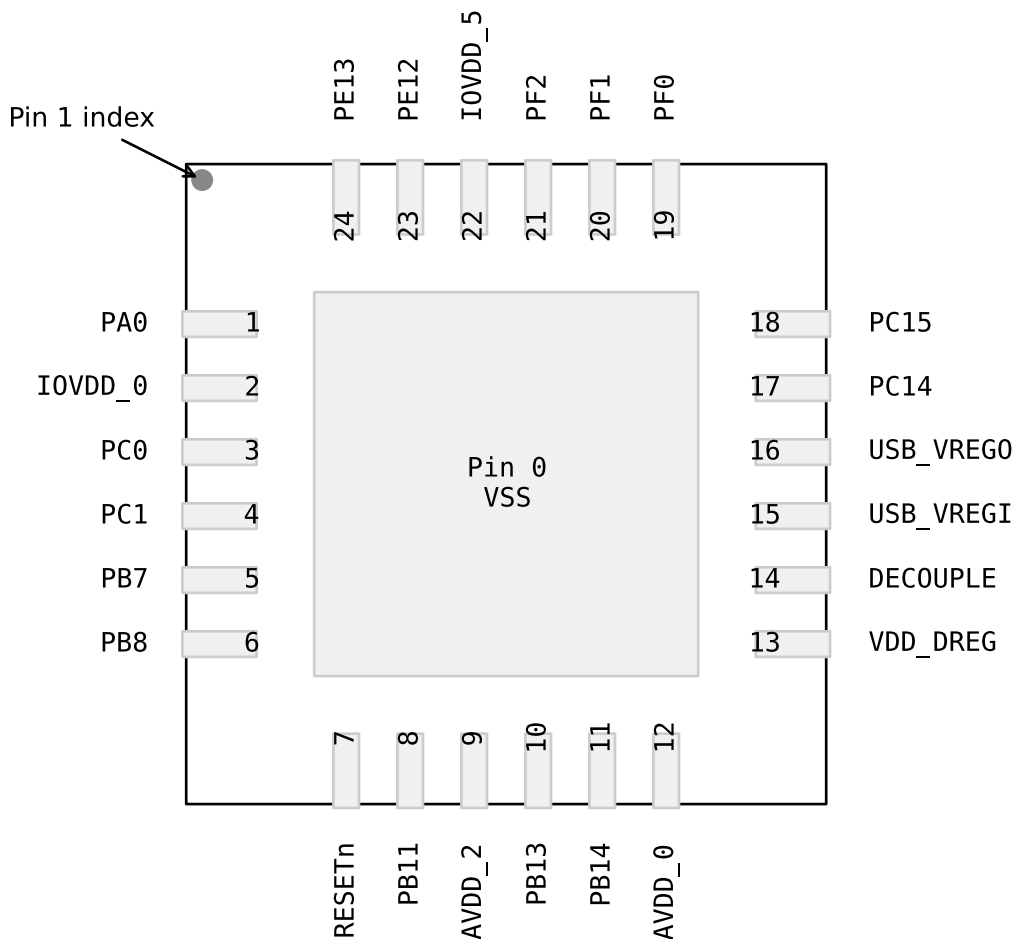 PE13
PE12
IOVDD_5
PF2
PF1
PF0
Pin 1 index
24
23
22
21
20
19
PA0 1
IOVDD_0 2
PC0 3
PC1 4
PB7 5
PB8 6
Pin 0
VSS
18 PC15
17 PC14
16 USB_VREGO
15 USB_VREGI
14 DECOUPLE
13 VDD_DREG
7
8
9
10
11
12
RESETn
PB11
AVDD_2
PB13
PB14
AVDD_0